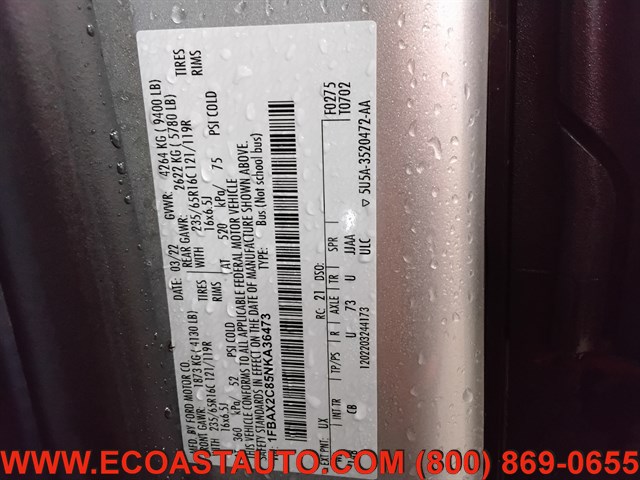 MFD. BY FORD MOTOR CO.
DATE: 03/22 GVWR: 4264 KG ( 9400 LB)
FRONT GAWR: 1873 KG ( 4130 LB) REAR GAWR: 2622 KG ( 5780 LB)
235/65R16C 121/119R TIRES WITH 235/65R16C 121/119R TIRES
16x6.5J RIMS 16x6.5J RIMS
AT 360 kPa/ 52 PSI COLD AT 520 kPa/ 75 PSI COLD
THIS VEHICLE CONFORMS TO ALL APPLICABLE FEDERAL MOTOR VEHICLE
SAFETY STANDARDS IN EFFECT ON THE DATE OF MANUFACTURE SHOWN ABOVE.
1FBAX2C85NKA36473 TYPE: Bus (Not school bus)
F0275
T0702
EXT PNT: UX RC: 21 DSO:
INT TR TP/PS R AXLE TR SPR ▽ 5U5A-3520472-AA
148 CB U 73 U JJAA
1202203244173 ULC
WWW.ECOASTAUTO.COM (800) 869-0655